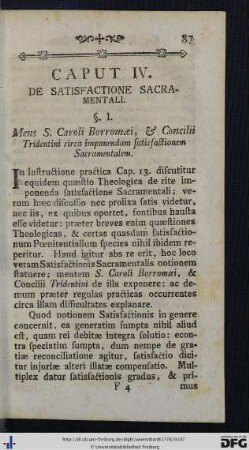 87
CAPUT IV.
DE SATISFACTIONE SACRA-
MENTALI.
§. I.
Mens S. Caroli Borromæi, & Concilii
Tridentini circa imponendam satisfactionem
Sacramentalem.
In Instructione practica Cap. 13. discutitur
equidem quæstio Theologica de rite im-
ponenda satisfactione Sacramentali; ve-
rum hæc discussio nec prolixa satis videtur,
nec iis, ex quibus oportet, fontibus hausta
esse videtur: præter breves enim quæstiones
Theologicas, & certas quasdam satisfactio-
num Pœnitentialium species nihil ibidem re-
peritur. Haud igitur abs re erit, hoc loco
veram Satisfactionis Sacramentalis notionem
statuere; mentem S. Caroli Borromæi, &
Concilii Tridentini de illa exponere: ac de-
mum præter regulas practicas occurrentes
circa illam difficultates explanare.
Quod notionem Satisfactionis in genere
concernit, ea generatim sumpta nihil aliud
est, quam rei debitæ integra solutio: econ-
tra speciatim sumpta, dum nempe de gra-
tiæ reconciliatione agitur, satisfactio dici-
tur injuriæ alteri illatæ compensatio. Mul-
tiplex datur satisfactionis gradus, & pri-
F 4 mus
© Universitätsbibliothek Freiburg